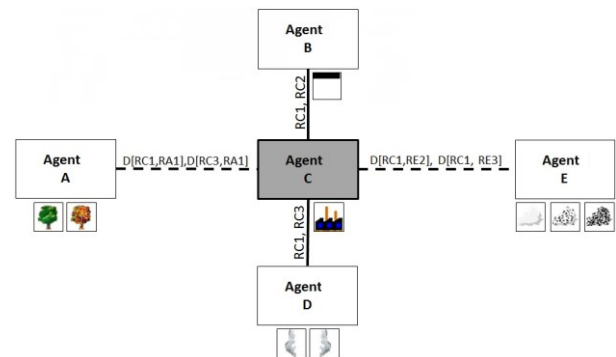 Agent
B
RC1, RC2
Agent
A
D[RC1,RA1],D[RC3,RA1]
Agent
C
D[RC1,RE2], D[RC1, RE3]
Agent
E
RC1, RC3
Agent
D